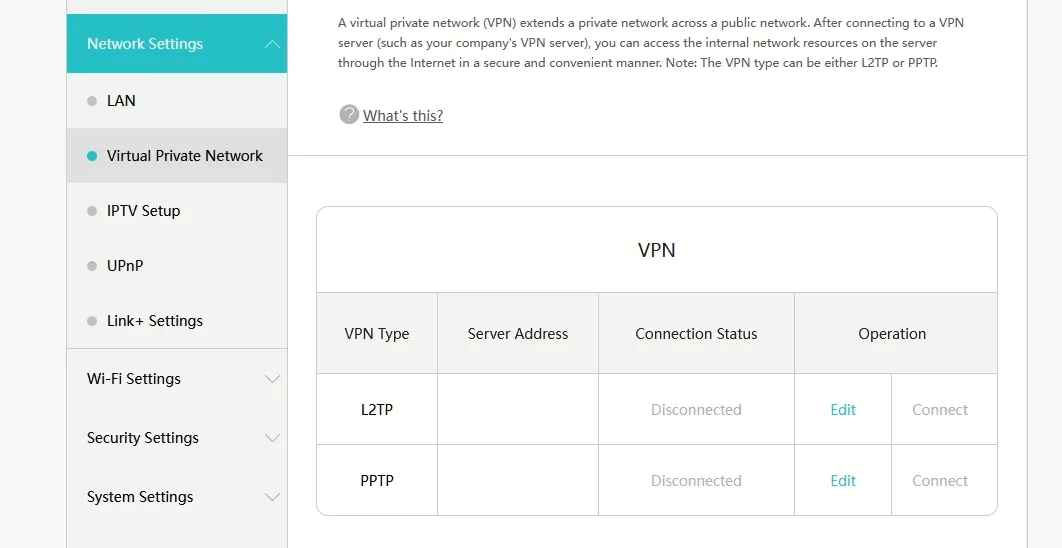 Network Settings
LAN
Virtual Private Network
IPTV Setup
UPnP
Link+ Settings
Wi-Fi Settings
Security Settings
System Settings
A virtual private network (VPN) extends a private network across a public network. After connecting to a VPN
server (such as your company's VPN server), you can access the internal network resources on the server
through the Internet in a secure and convenient manner. Note: The VPN type can be either L2TP or PPTP.
? What's this?
VPN
VPN Type Server Address Connection Status Operation
L2TP Disconnected Edit Connect
PPTP Disconnected Edit Connect